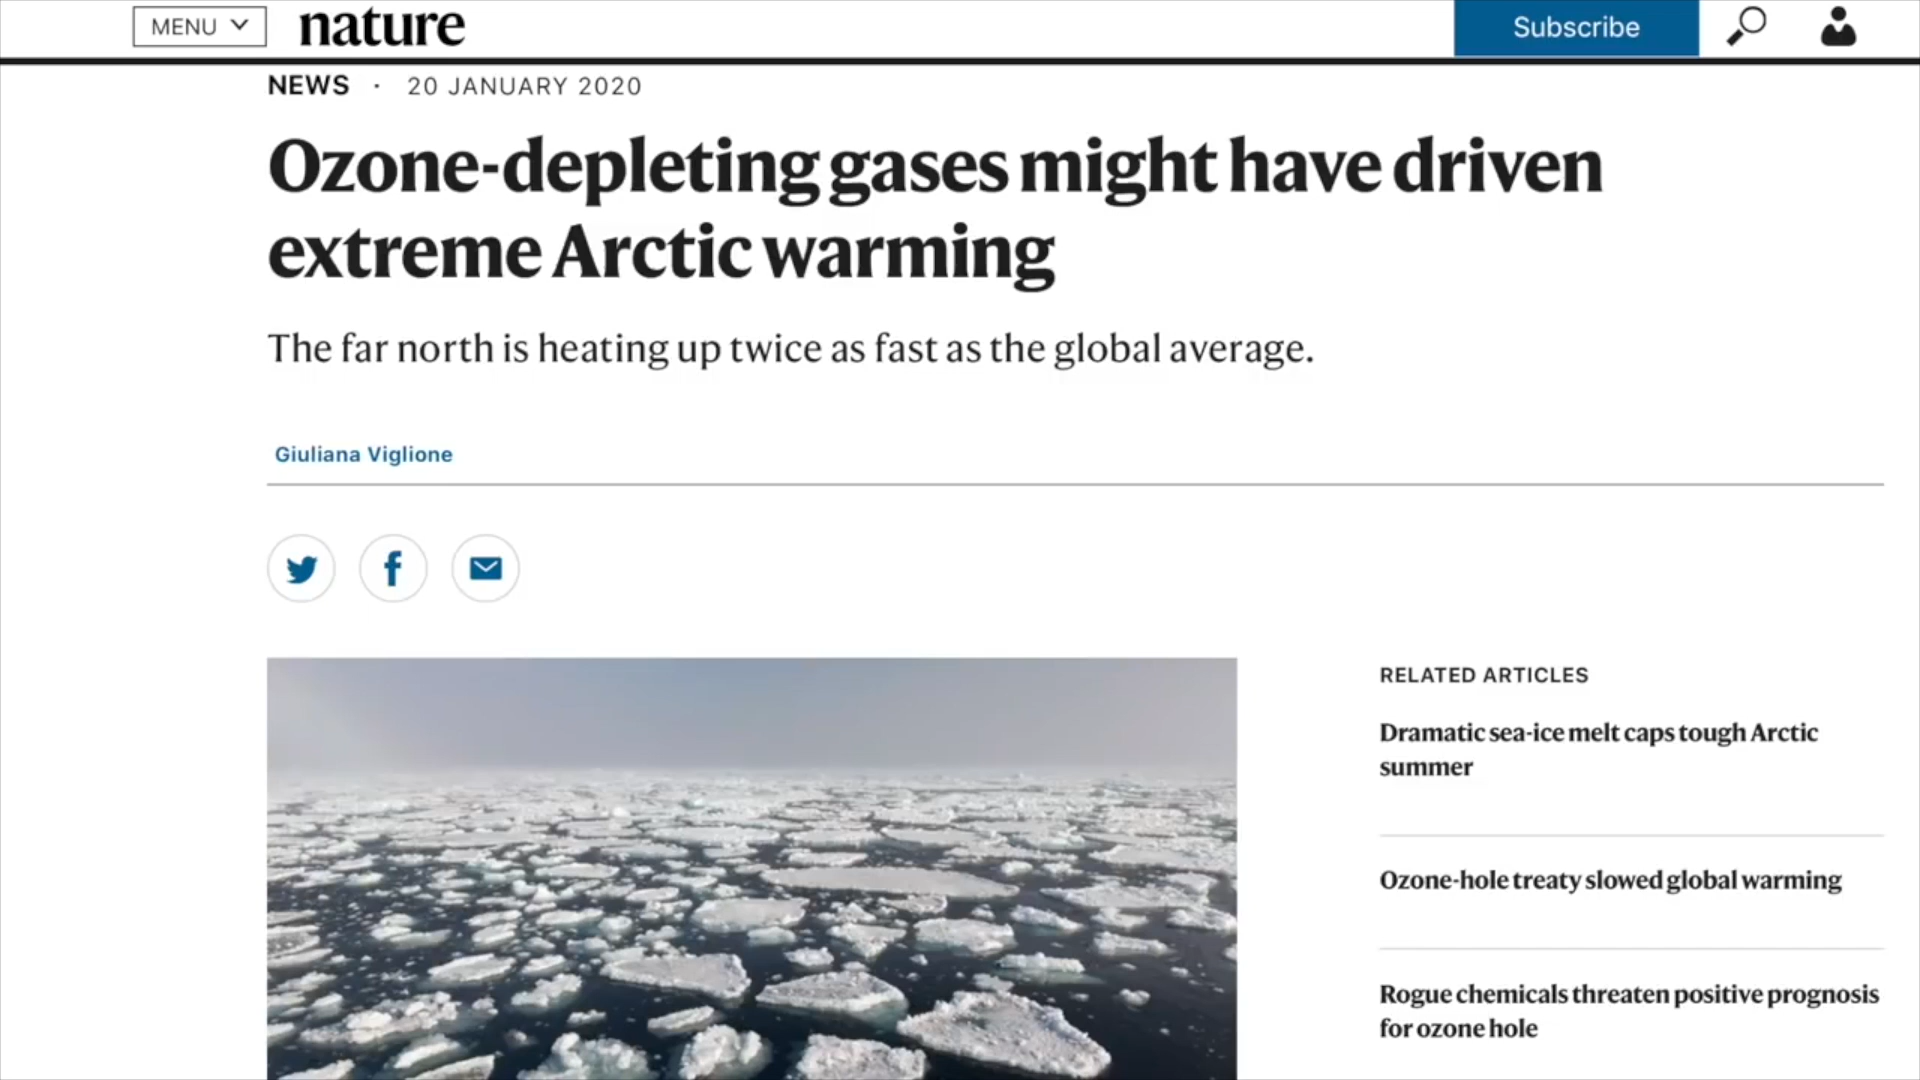 MENU
nature
Subscribe
NEWS · 20 JANUARY 2020
Ozone-depleting gases might have driven
extreme Arctic warming
The far north is heating up twice as fast as the global average.
Giuliana Viglione
RELATED ARTICLES
Dramatic sea-ice melt caps tough Arctic
summer
Ozone-hole treaty slowed global warming
Rogue chemicals threaten positive prognosis
for ozone hole